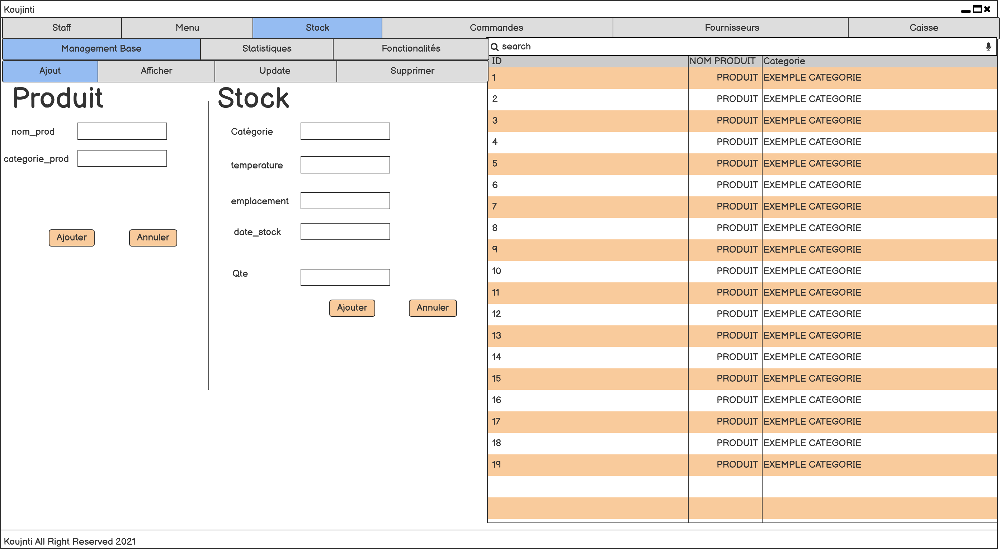 Koujinti
Staff Menu Stock Commandes Fournisseurs Caisse
Management Base Statistiques Fonctionalités
search
Ajout Afficher Update Supprimer
Produit
nom_prod
categorie_prod
Ajouter Annuler
Stock
Catégorie
temperature
emplacement
date_stock
Qte
Ajouter Annuler
ID NOM PRODUIT Categorie
1 PRODUIT EXEMPLE CATEGORIE
2 PRODUIT EXEMPLE CATEGORIE
3 PRODUIT EXEMPLE CATEGORIE
4 PRODUIT EXEMPLE CATEGORIE
5 PRODUIT EXEMPLE CATEGORIE
6 PRODUIT EXEMPLE CATEGORIE
7 PRODUIT EXEMPLE CATEGORIE
8 PRODUIT EXEMPLE CATEGORIE
9 PRODUIT EXEMPLE CATEGORIE
10 PRODUIT EXEMPLE CATEGORIE
11 PRODUIT EXEMPLE CATEGORIE
12 PRODUIT EXEMPLE CATEGORIE
13 PRODUIT EXEMPLE CATEGORIE
14 PRODUIT EXEMPLE CATEGORIE
15 PRODUIT EXEMPLE CATEGORIE
16 PRODUIT EXEMPLE CATEGORIE
17 PRODUIT EXEMPLE CATEGORIE
18 PRODUIT EXEMPLE CATEGORIE
19 PRODUIT EXEMPLE CATEGORIE
Koujnti All Right Reserved 2021